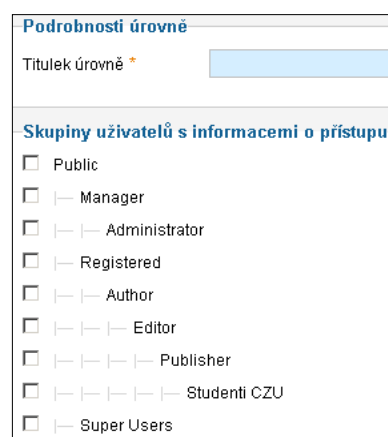 Podrobnosti úrovně
Titulek úrovně *
Skupiny uživatelů s informacemi o přístupu
Public
|— Manager
|— |— Administrator
|— Registered
|— |— Author
|— |— |— Editor
|— |— |— |— Publisher
|— |— |— |— |— Studenti CZU
|— Super Users